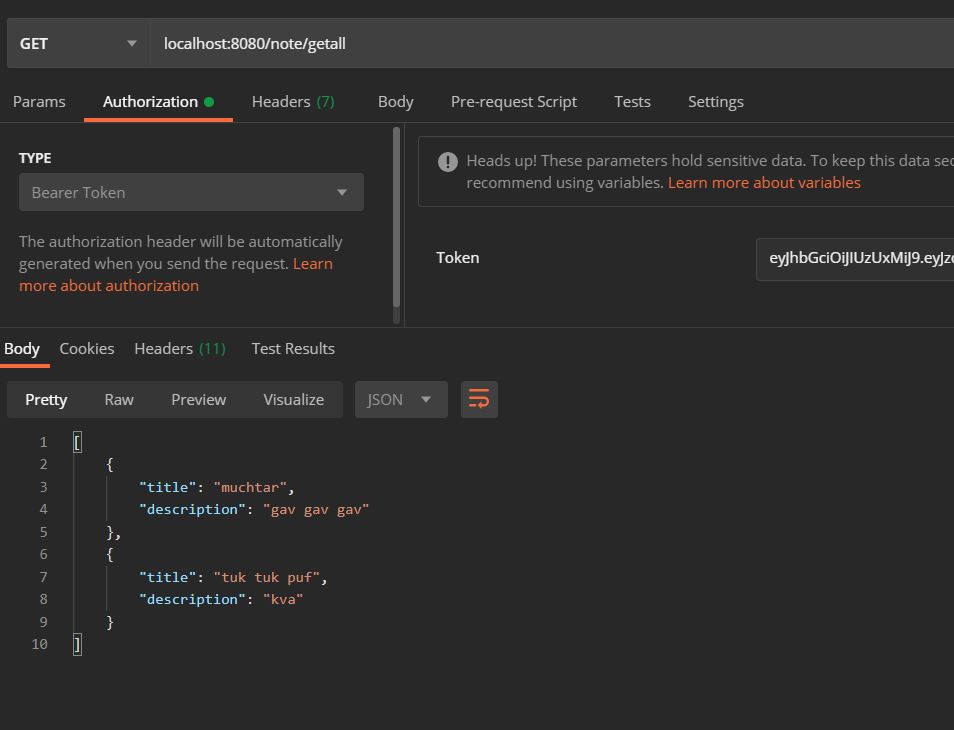 GET localhost:8080/note/getall
Params Authorization Headers (7) Body Pre-request Script Tests Settings
TYPE
Bearer Token
The authorization header will be automatically
generated when you send the request. Learn
more about authorization
Heads up! These parameters hold sensitive data. To keep this data sec
recommend using variables. Learn more about variables
Token eyJhbGciOiJIUzUxMiJ9.eyJzd
Body Cookies Headers (11) Test Results
Pretty Raw Preview Visualize JSON
1 [
2 {
3 "title": "muchtar",
4 "description": "gav gav gav"
5 },
6 {
7 "title": "tuk tuk puf",
8 "description": "kva"
9 }
10 ]